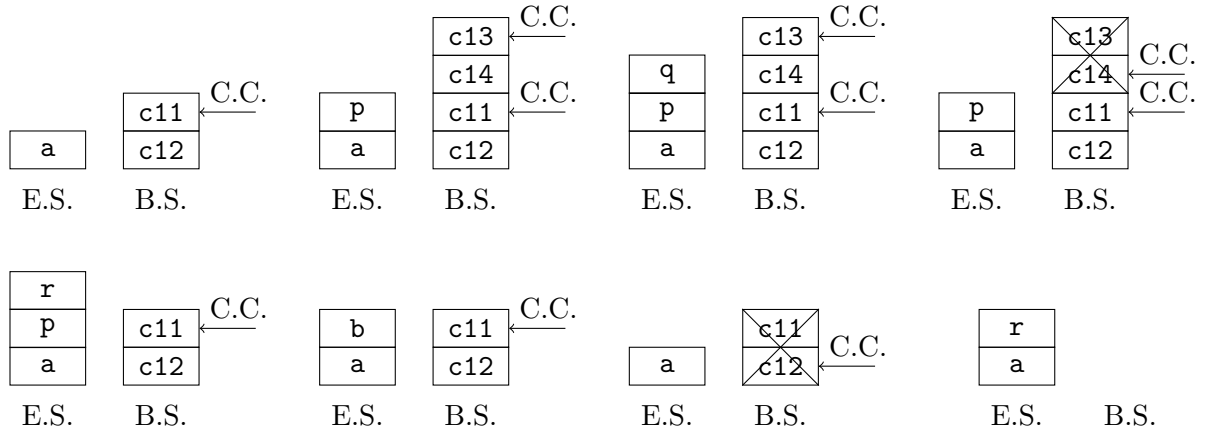 c13 C.C. c13 C.C. c13
q c14 c14 C.C.
c11 C.C. p c11 C.C. p c11 C.C. p c11 C.C.
a c12 a c12 a c12 a c12
E.S. B.S. E.S. B.S. E.S. B.S. E.S. B.S.
r
p c11 C.C. b c11 C.C. c11 r
a c12 a c12 a c12 C.C. a
E.S. B.S. E.S. B.S. E.S. B.S. E.S. B.S.